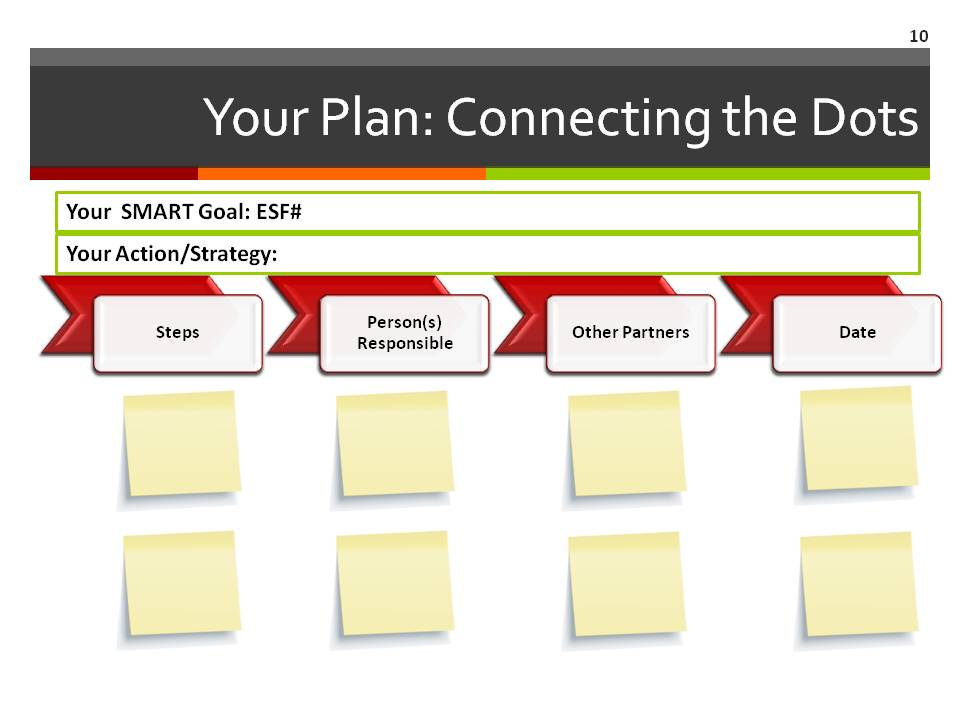 10
Your Plan: Connecting the Dots
Your  SMART Goal: ESF#
Your Action/Strategy:
Steps
Person(s)
Responsible
Other Partners
Date